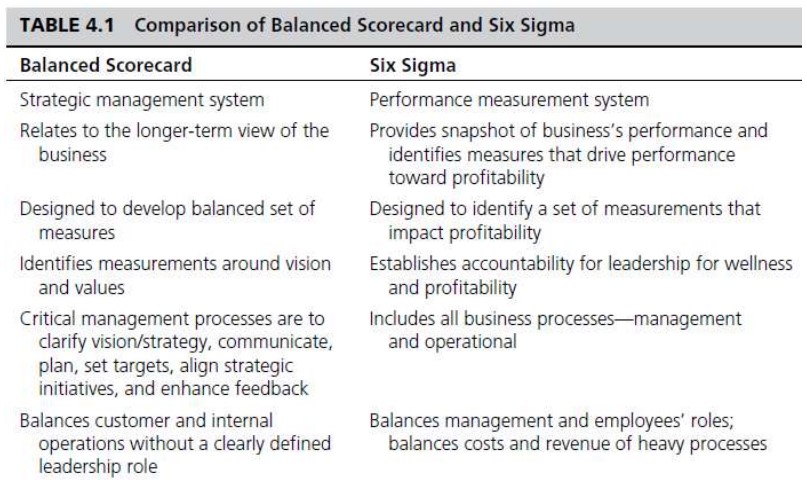 TABLE 4.1 Comparison of Balanced Scorecard and Six Sigma
Balanced Scorecard Six Sigma
Strategic management system
Performance measurement system
Relates to the longer-term view of the
business
Provides snapshot of business's performance and
identifies measures that drive performance
toward profitability
Designed to develop balanced set of
measures
Designed to identify a set of measurements that
impact profitability
Identifies measurements around vision
and values
Establishes accountability for leadership for wellness
and profitability
Critical management processes are to
clarify vision/strategy, communicate,
plan, set targets, align strategic
initiatives, and enhance feedback
Includes all business processes—management
and operational
Balances customer and internal
operations without a clearly defined
leadership role
Balances management and employees' roles;
balances costs and revenue of heavy processes